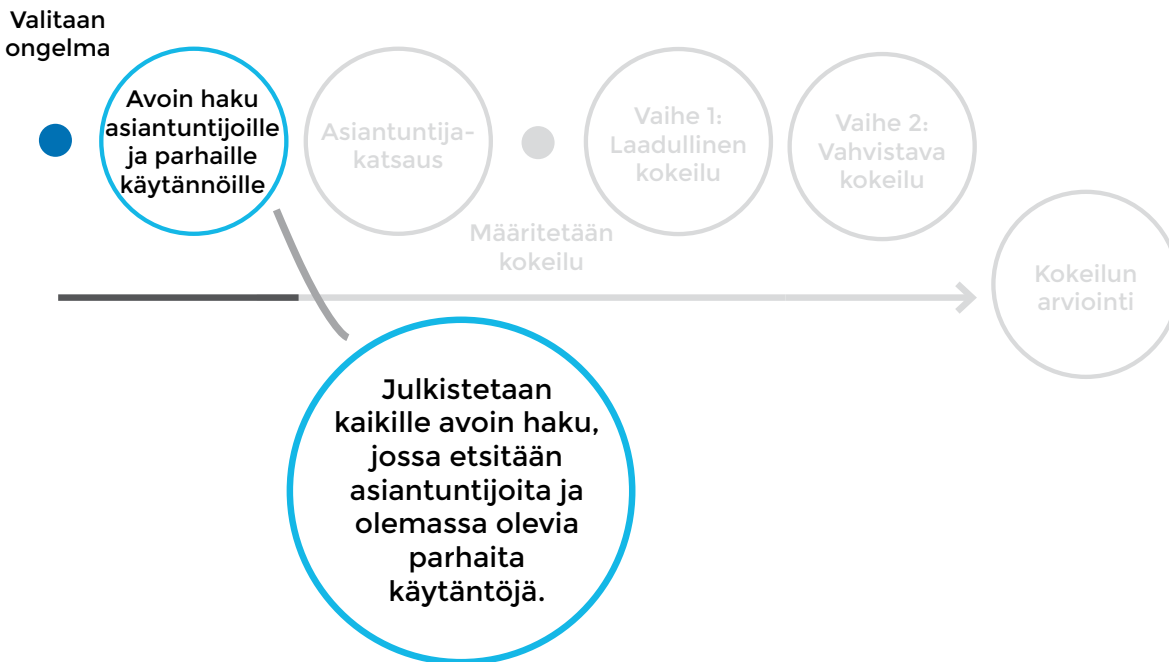 Valitaan
ongelma
Avoin haku
asiantuntijoille
ja parhaille
käytännöille
Asiantuntija-
katsaus
Määritetään
kokeilu
Vaihe 1:
Laadullinen
kokeilu
Vaihe 2:
Vahvistava
kokeilu
Kokeilun
arviointi
Julkistetaan
kaikille avoin haku,
jossa etsitään
asiantuntijoita ja
olemassa olevia
parhaita
käytäntöjä.